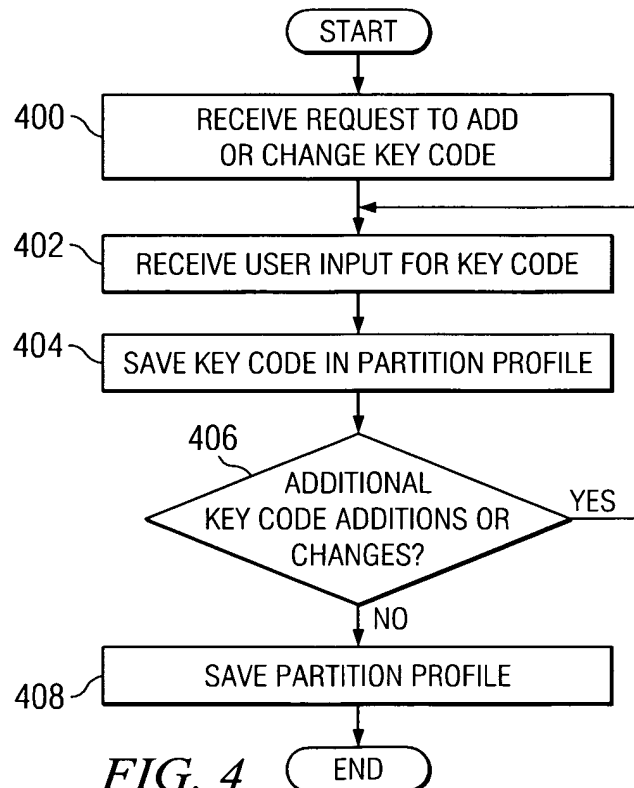 START
400
RECEIVE REQUEST TO ADD
OR CHANGE KEY CODE
402
RECEIVE USER INPUT FOR KEY CODE
404
SAVE KEY CODE IN PARTITION PROFILE
406
ADDITIONAL
KEY CODE ADDITIONS OR
CHANGES?
YES
NO
SAVE PARTITION PROFILE
408
FIG. 4
END